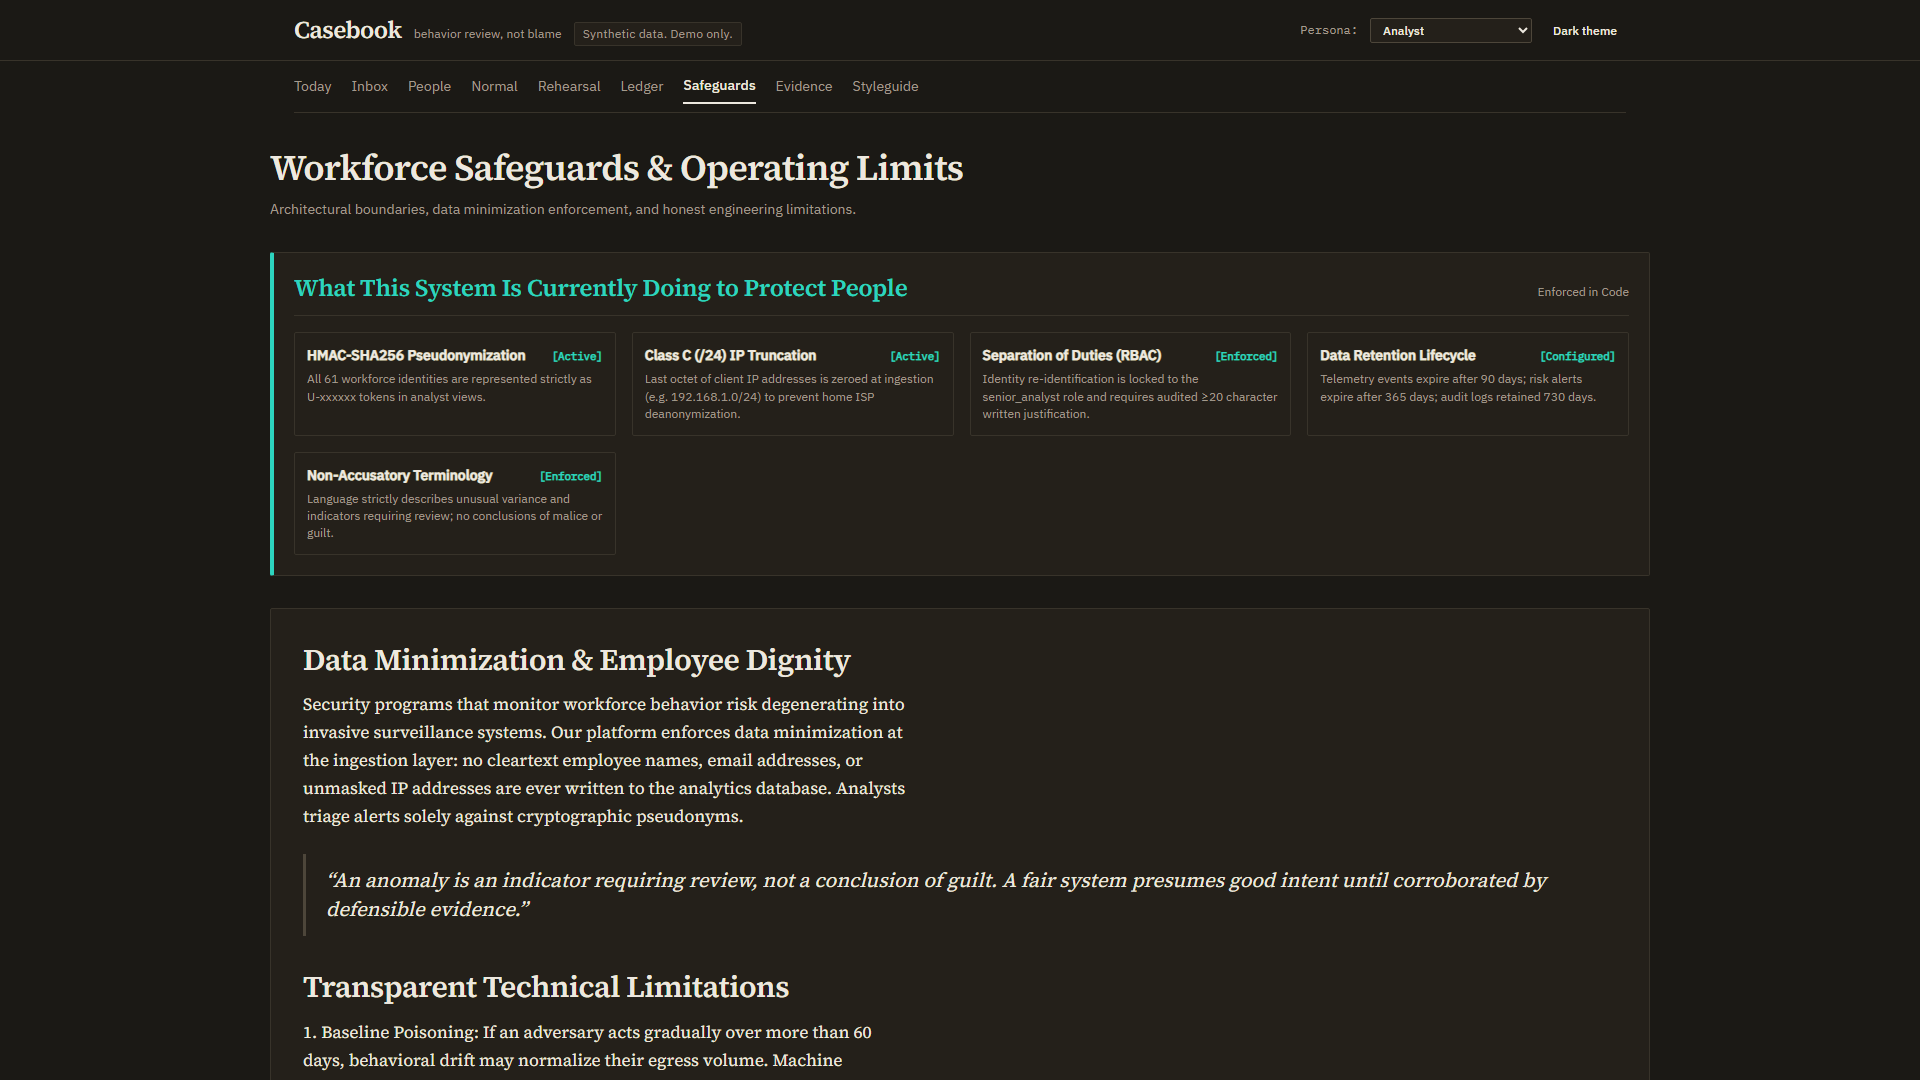 Casebook behavior review, not blame Synthetic data. Demo only. Persona: Analyst Dark theme
Today Inbox People Normal Rehearsal Ledger Safeguards Evidence Styleguide
Workforce Safeguards & Operating Limits
Architectural boundaries, data minimization enforcement, and honest engineering limitations.
What This System Is Currently Doing to Protect People
Enforced in Code
HMAC-SHA256 Pseudonymization [Active]
All 61 workforce identities are represented strictly as
U-xxxxxx tokens in analyst views.
Class C (/24) IP Truncation [Active]
Last octet of client IP addresses is zeroed at ingestion
(e.g. 192.168.1.0/24) to prevent home ISP
deanonymization.
Separation of Duties (RBAC) [Enforced]
Identity re-identification is locked to the
senior_analyst role and requires audited ≥20 character
written justification.
Data Retention Lifecycle [Configured]
Telemetry events expire after 90 days; risk alerts
expire after 365 days; audit logs retained 730 days.
Non-Accusatory Terminology [Enforced]
Language strictly describes unusual variance and
indicators requiring review; no conclusions of malice or
guilt.
Data Minimization & Employee Dignity
Security programs that monitor workforce behavior risk degenerating into
invasive surveillance systems. Our platform enforces data minimization at
the ingestion layer: no cleartext employee names, email addresses, or
unmasked IP addresses are ever written to the analytics database. Analysts
triage alerts solely against cryptographic pseudonyms.
“An anomaly is an indicator requiring review, not a conclusion of guilt. A fair system presumes good intent until corroborated by
defensible evidence.”
Transparent Technical Limitations
1. Baseline Poisoning: If an adversary acts gradually over more than 60
days, behavioral drift may normalize their egress volume. Machine